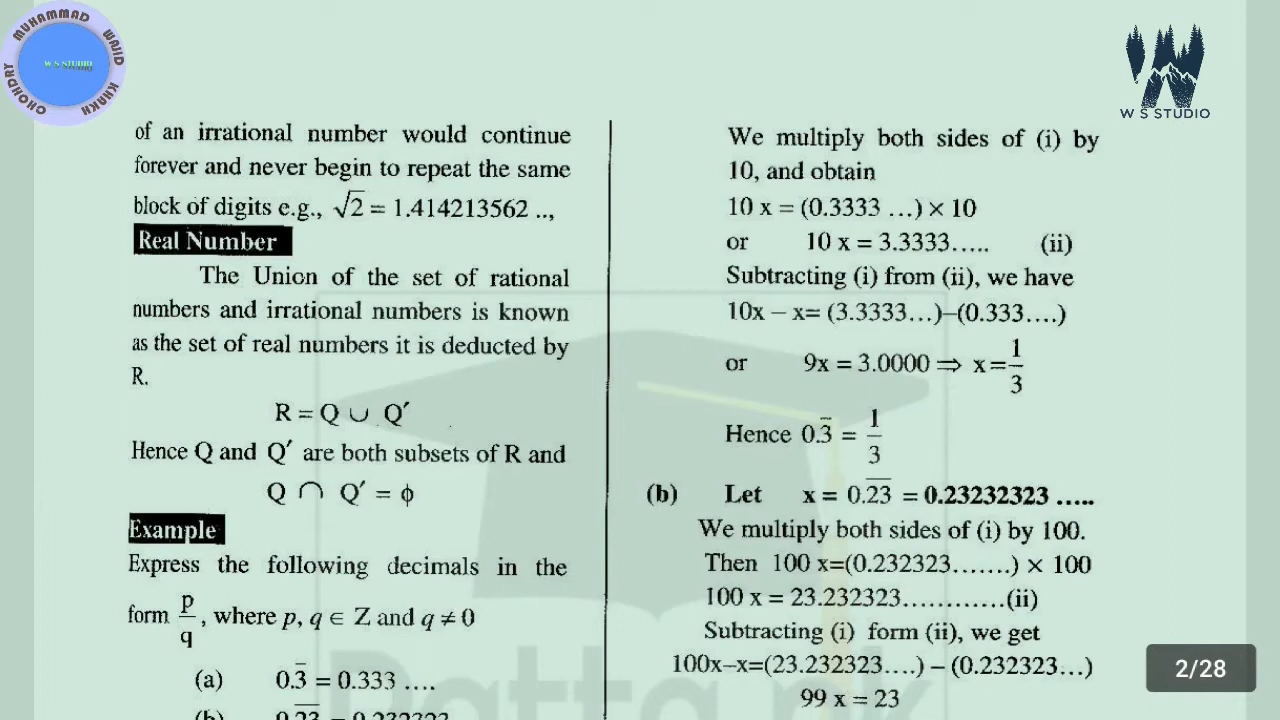 MUHAMMAD WAJID KHAKH CHOHDRY
W S STUDIO
W S STUDIO
of an irrational number would continue
forever and never begin to repeat the same
block of digits e.g., √2 = 1.414213562 ..,
Real Number
The Union of the set of rational
numbers and irrational numbers is known
as the set of real numbers it is deducted by
R.
R = Q ∪ Q′
Hence Q and Q′ are both subsets of R and
Q ∩ Q′ = ϕ
Example
Express the following decimals in the
form p/q, where p, q ∈ Z and q ≠ 0
(a) 0.3̅ = 0.333 ....
(b) 0.2̅3̅ = 0.232323
We multiply both sides of (i) by
10, and obtain
10 x = (0.3333 ...) × 10
or 10 x = 3.3333..... (ii)
Subtracting (i) from (ii), we have
10x – x= (3.3333...)–(0.333....)
or 9x = 3.0000 ⇒ x=1/3
Hence 0.3̅ = 1/3
(b) Let x = 0.2̅3̅ = 0.23232323 .....
We multiply both sides of (i) by 100.
Then 100 x=(0.232323.......) × 100
100 x = 23.232323............(ii)
Subtracting (i) form (ii), we get
100x–x=(23.232323....) – (0.232323...)
99 x = 23
2/28